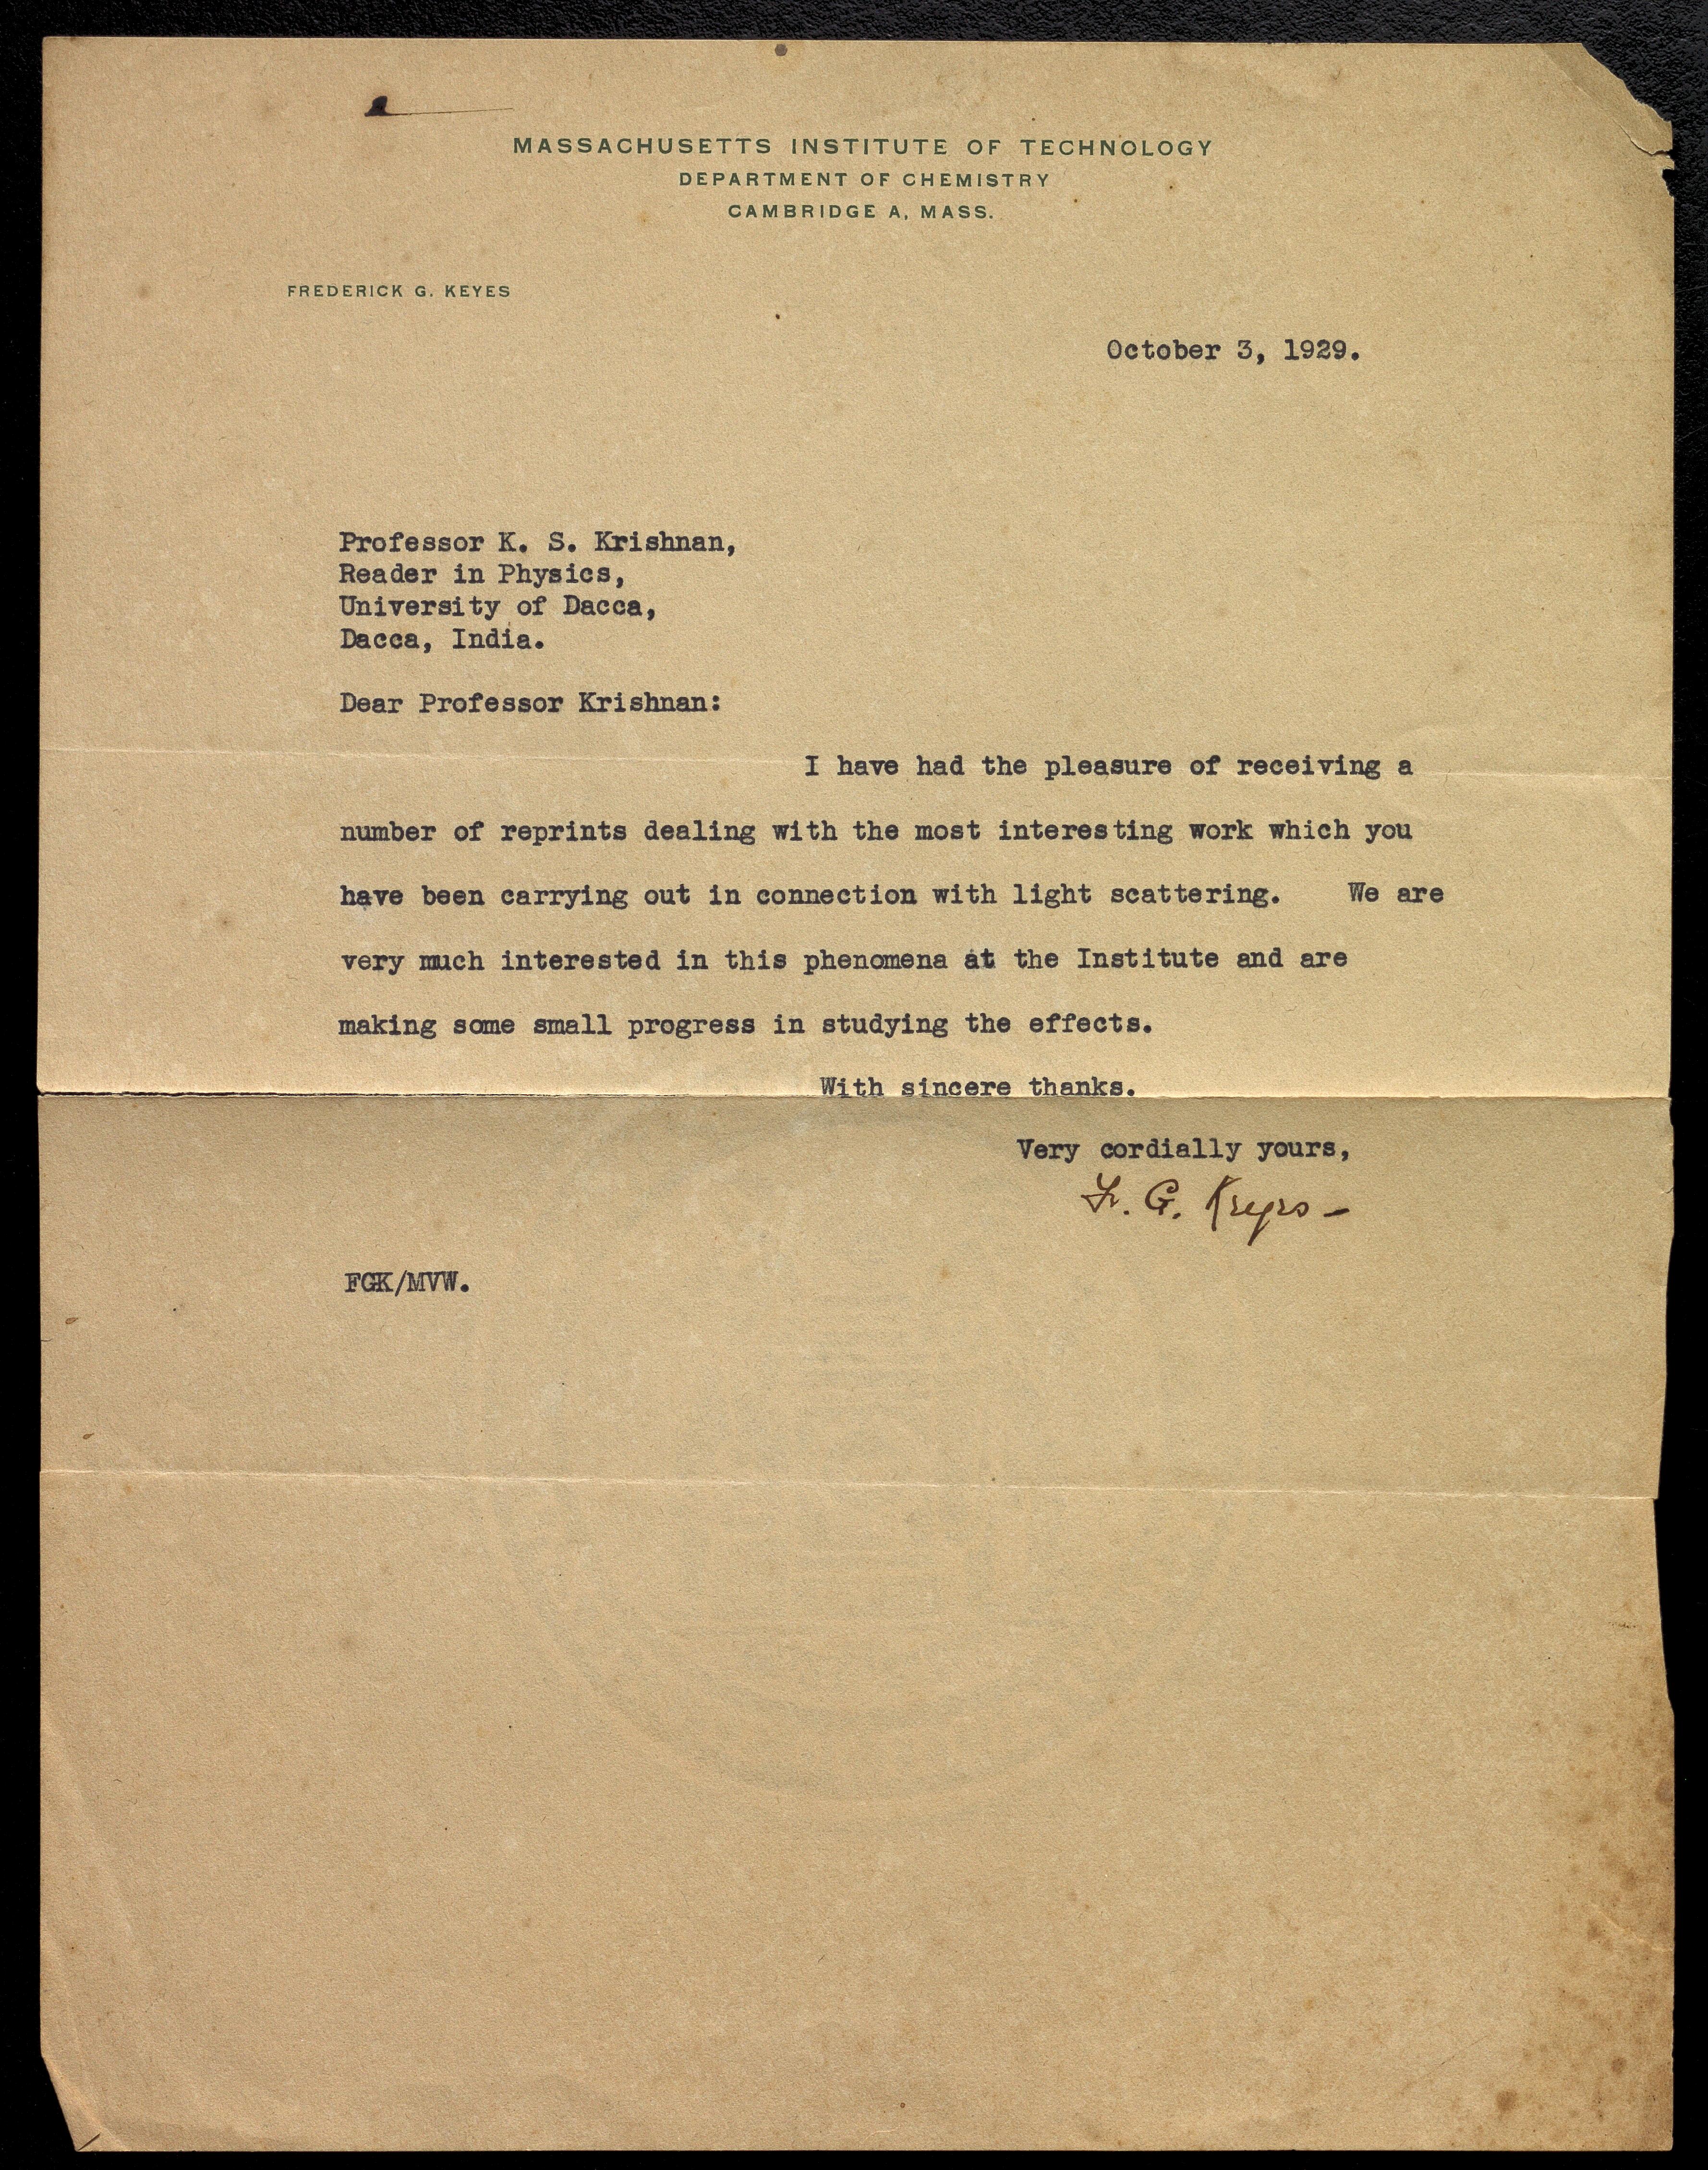 MASSACHUSETTS INSTITUTE OF TECHNOLOGY
DEPARTMENT OF CHEMISTRY
CAMBRIDGE A, MASS.
FREDERICK G. KEYES
October 3, 1929.
Professor K. S. Krishnan,
Reader in Physics,
University of Dacca,
Dacca, India.
Dear Professor Krishnan:
I have had the pleasure of receiving a
number of reprints dealing with the most interesting work which you
have been carrying out in connection with light scattering. We are
very much interested in this phenomena at the Institute and are
making some small progress in studying the effects.
With sincere thanks.
Very cordially yours,
F. G. Keyes -
FGK/MVW.